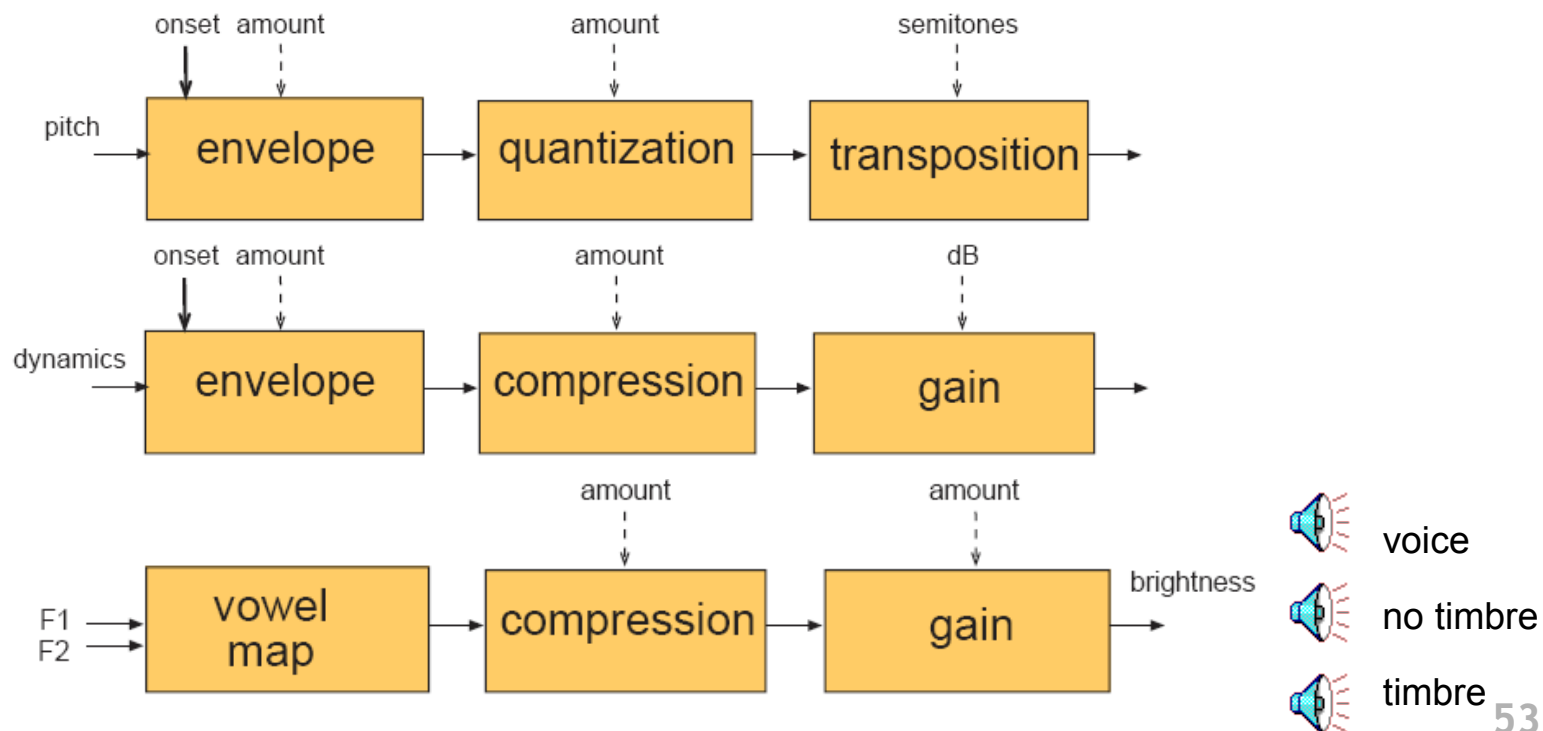 onset amount amount semitones
pitch envelope quantization transposition
onset amount amount dB
dynamics envelope compression gain
amount amount
F1
F2
vowel
map
compression gain brightness
voice
no timbre
timbre
53